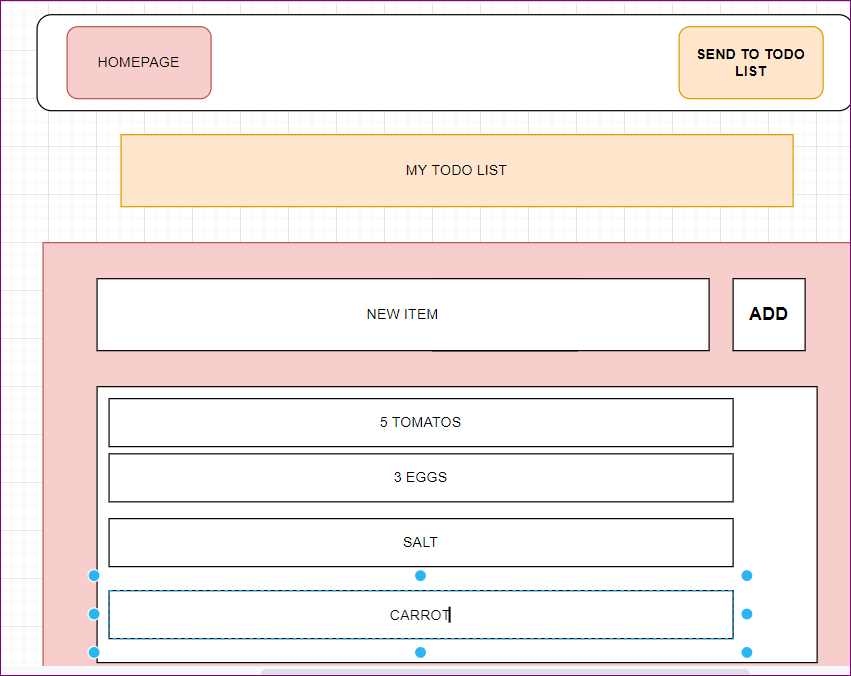 HOMEPAGE
SEND TO TODO
LIST
MY TODO LIST
NEW ITEM
ADD
5 TOMATOS
3 EGGS
SALT
CARROT